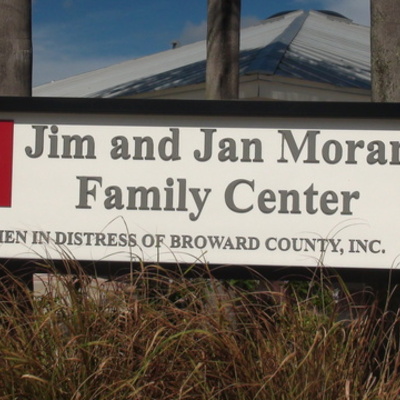 Jim and Jan Moran
Family Center
MEN IN DISTRESS OF BROWARD COUNTY, INC.